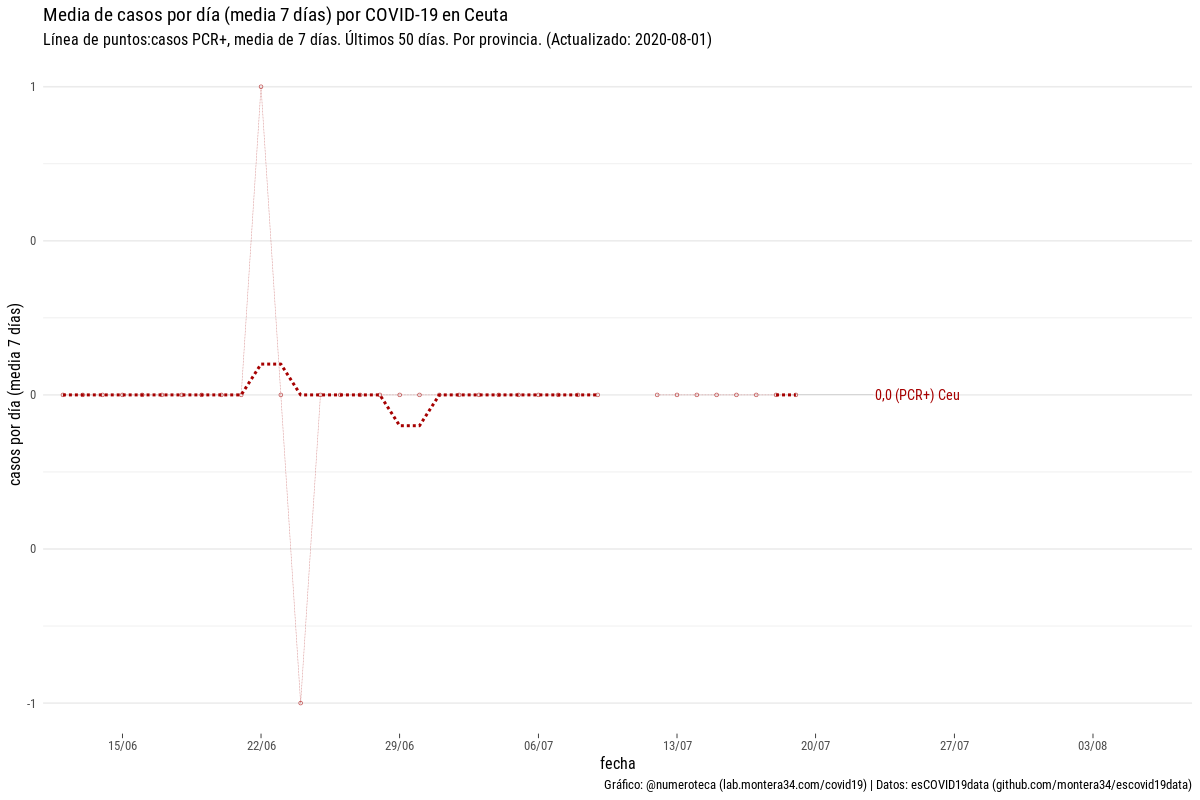 Media de casos por día (media 7 días) por COVID-19 en Ceuta
Línea de puntos:casos PCR+, media de 7 días. Últimos 50 días. Por provincia. (Actualizado: 2020-08-01)
casos por día (media 7 días)
1
0
0
0
-1
0,0 (PCR+) Ceu
15/06
22/06
29/06
06/07
13/07
20/07
27/07
03/08
fecha
Gráfico: @numeroteca (lab.montera34.com/covid19) | Datos: esCOVID19data (github.com/montera34/escovid19data)